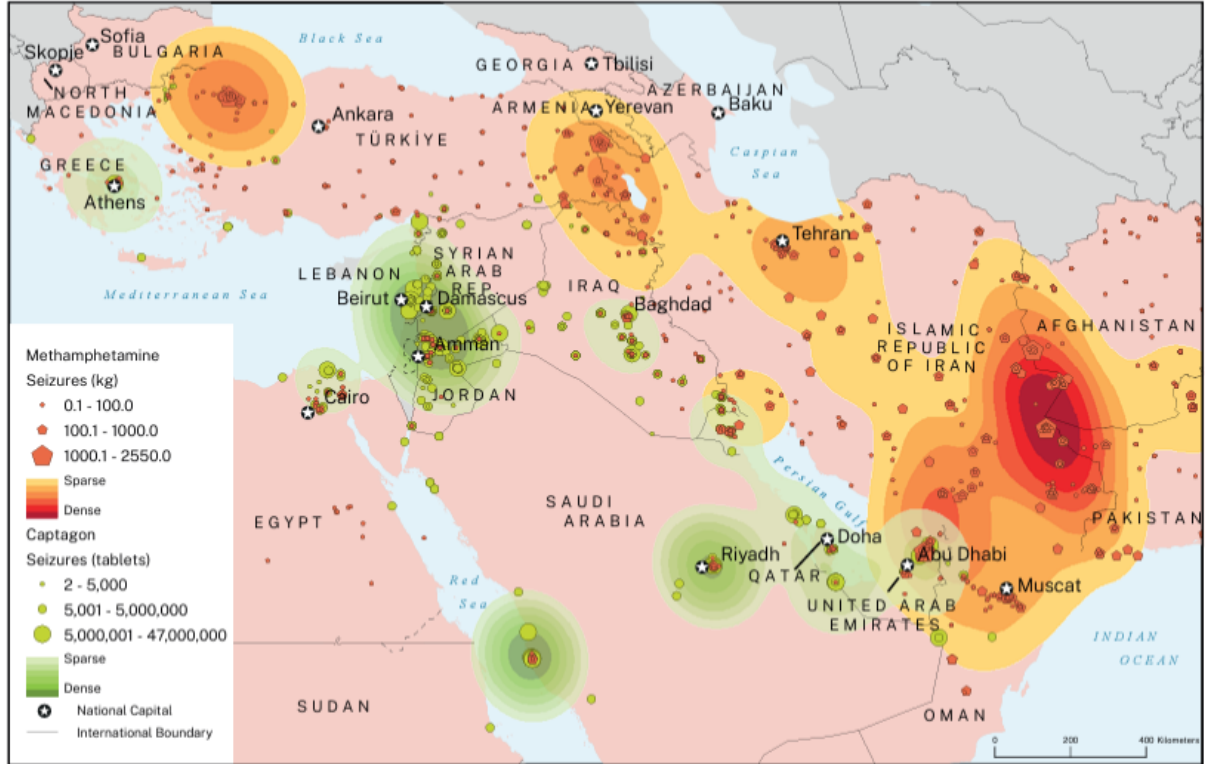 Sofia
Skopje
BULGARIA
NORTH
MACEDONIA
GREECE
Athens
Black Sea
Ankara
TÜRKİYE
GEORGIA
Tbilisi
ARMENIA
Yerevan
AZERBAIJAN
Baku
Caspian
Sea
Tehran
Mediterranean Sea
LEBANON
Beirut
SYRIAN
ARAB
REP.
Damascus
Amman
JORDAN
IRAQ
Baghdad
ISLAMIC
REPUBLIC
OF IRAN
AFGHANISTAN
PAKISTAN
Cairo
EGYPT
Red
Sea
SUDAN
SAUDI
ARABIA
Riyadh
Persian Gulf
Doha
QATAR
Abu Dhabi
UNITED ARAB
EMIRATES
Muscat
OMAN
INDIAN
OCEAN
Methamphetamine
Seizures (kg)
0.1 - 100.0
100.1 - 1000.0
1000.1 - 2550.0
Sparse
Dense
Captagon
Seizures (tablets)
2 - 5,000
5,001 - 5,000,000
5,000,001 - 47,000,000
Sparse
Dense
National Capital
International Boundary
0 200 400 Kilometers